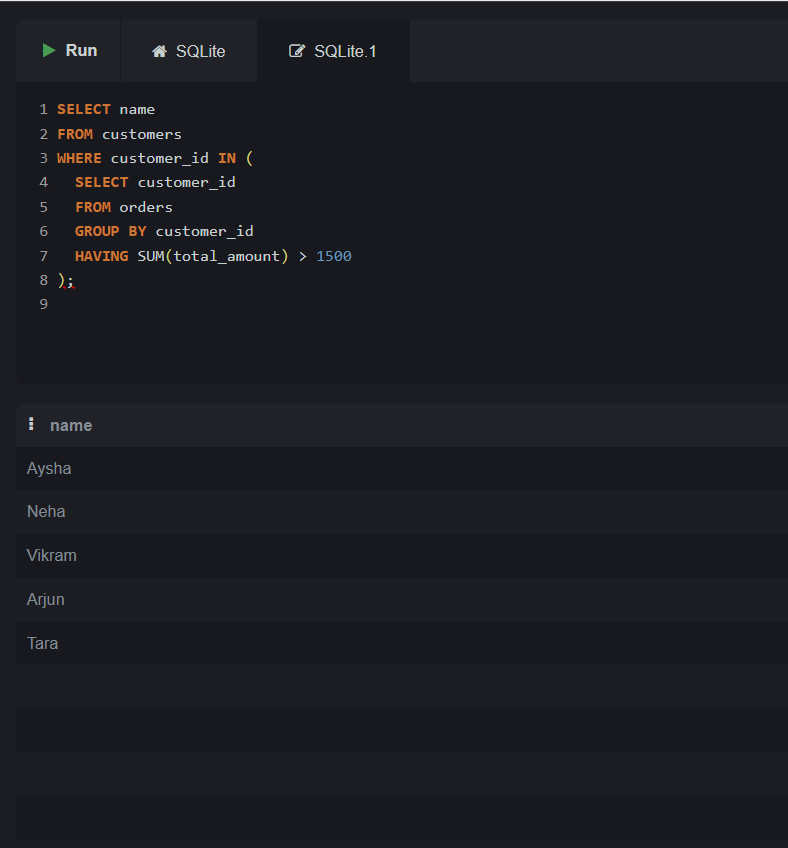 Run SQLite SQLite.1
1 SELECT name
2 FROM customers
3 WHERE customer_id IN (
4 SELECT customer_id
5 FROM orders
6 GROUP BY customer_id
7 HAVING SUM(total_amount) > 1500
8 );
9
name
Aysha
Neha
Vikram
Arjun
Tara